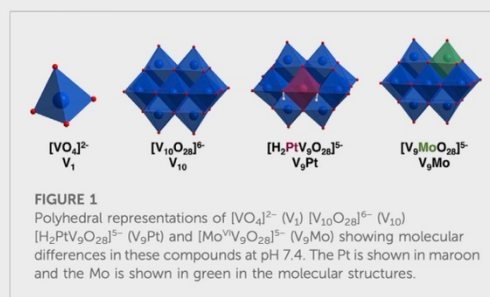 [VO₄]²⁻ [V₁₀O₂₈]⁶⁻ [H₂PtV₉O₂₈]⁵⁻ [V₉MoO₂₈]⁵⁻
V₁ V₁₀ V₉Pt V₉Mo
FIGURE 1
Polyhedral representations of [VO₄]²⁻ (V₁) [V₁₀O₂₈]⁶⁻ (V₁₀)
[H₂PtV₉O₂₈]⁵⁻ (V₉Pt) and [MoⱽᴵV₉O₂₈]⁵⁻ (V₉Mo) showing molecular
differences in these compounds at pH 7.4. The Pt is shown in maroon
and the Mo is shown in green in the molecular structures.